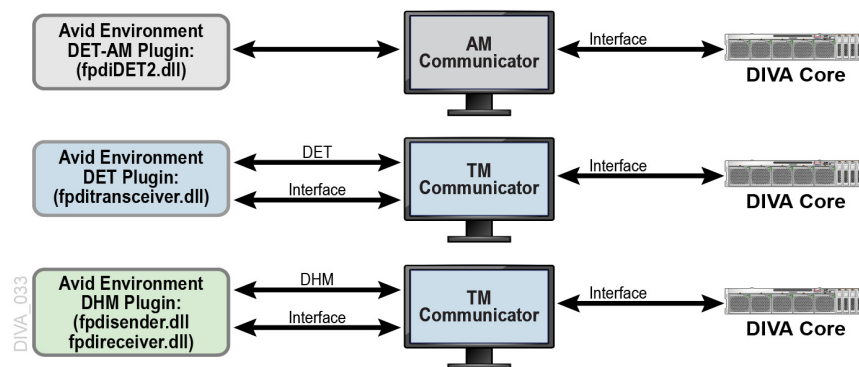 Avid Environment
DET-AM Plugin:
(fpdiDET2.dll)
AM
Communicator
Interface
DIVA Core
Avid Environment
DET Plugin:
(fpditransceiver.dll)
DET
Interface
TM
Communicator
Interface
DIVA Core
Avid Environment
DHM Plugin:
(fpdisender.dll
fpdireceiver.dll)
DHM
Interface
TM
Communicator
Interface
DIVA Core
DIVA_033